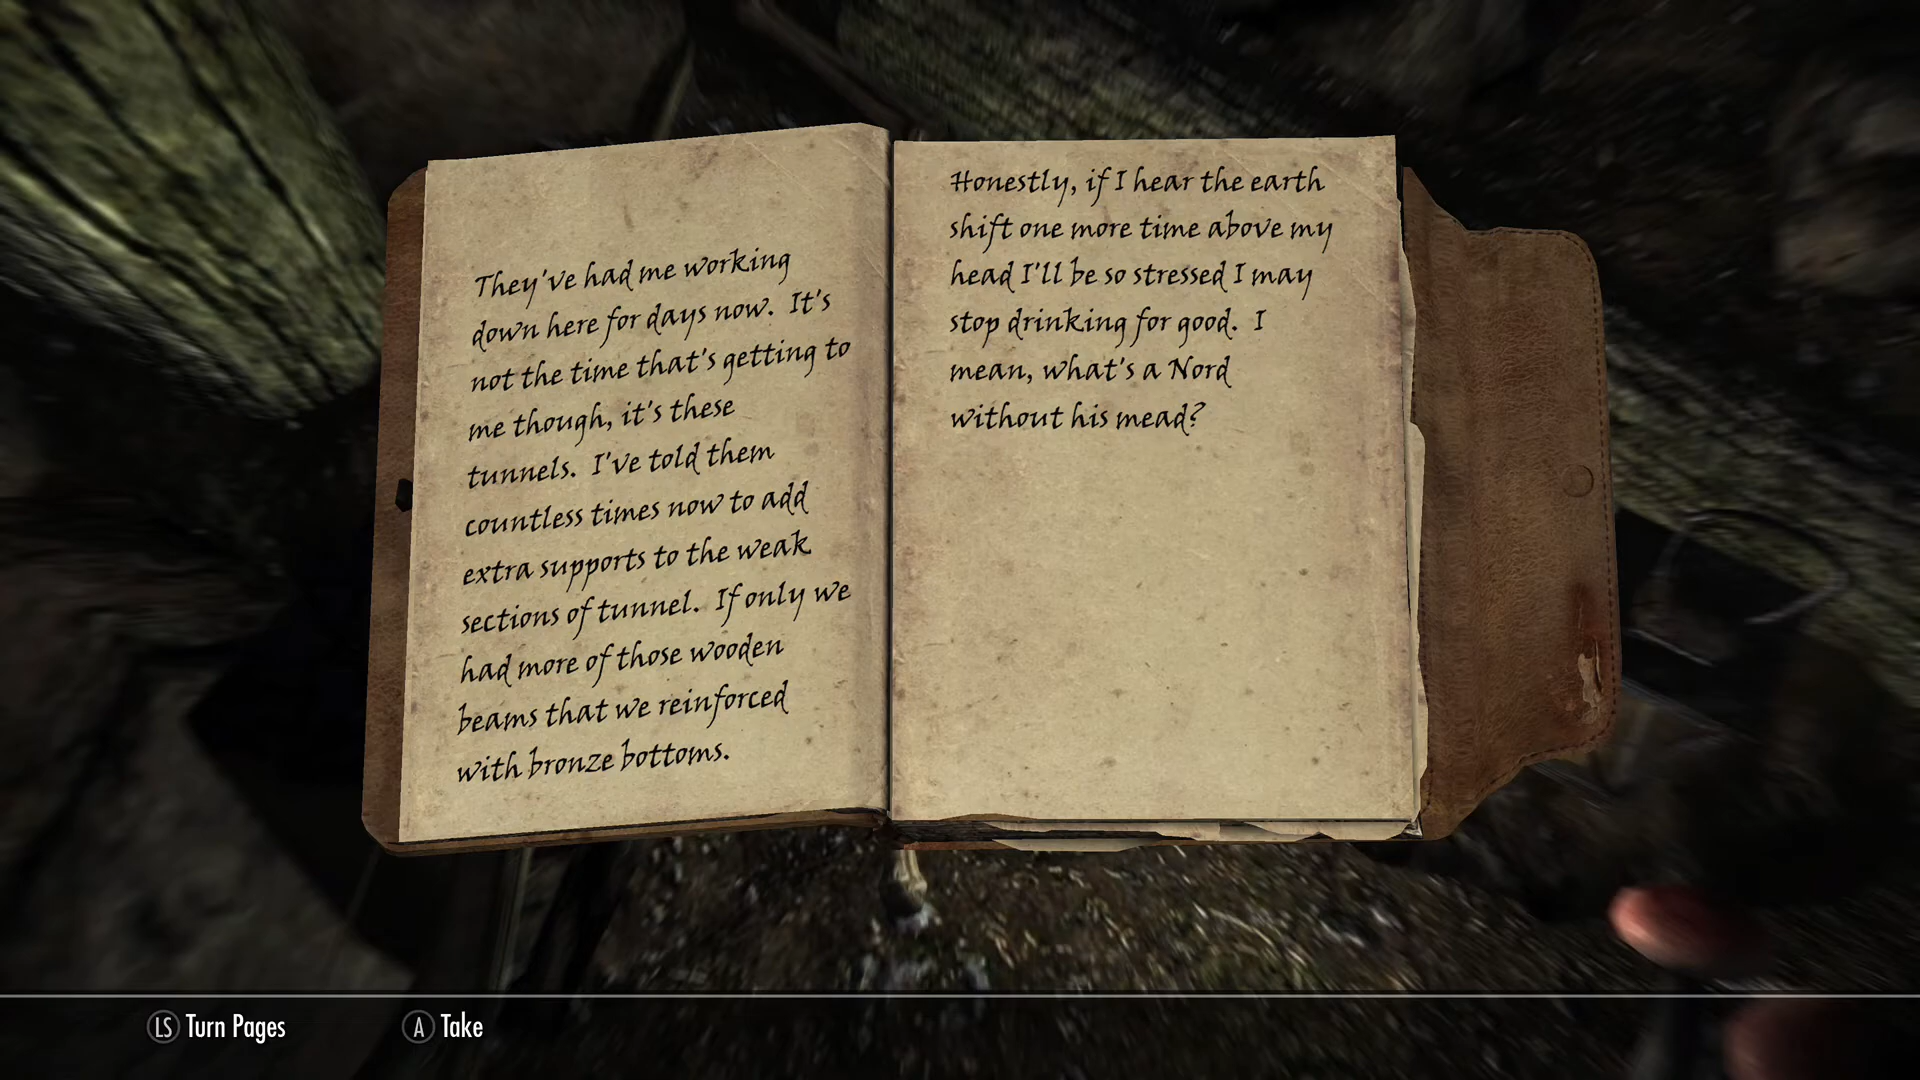 They've had me working
down here for days now.  It's
not the time that's getting to
me though, it's these
tunnels.  I've told them
countless times now to add
extra supports to the weak
sections of tunnel.  If only we
had more of those wooden
beams that we reinforced
with bronze bottoms.
Honestly, if I hear the earth
shift one more time above my
head I'll be so stressed I may
stop drinking for good.  I
mean, what's a Nord
without his mead?
LS Turn Pages
A Take